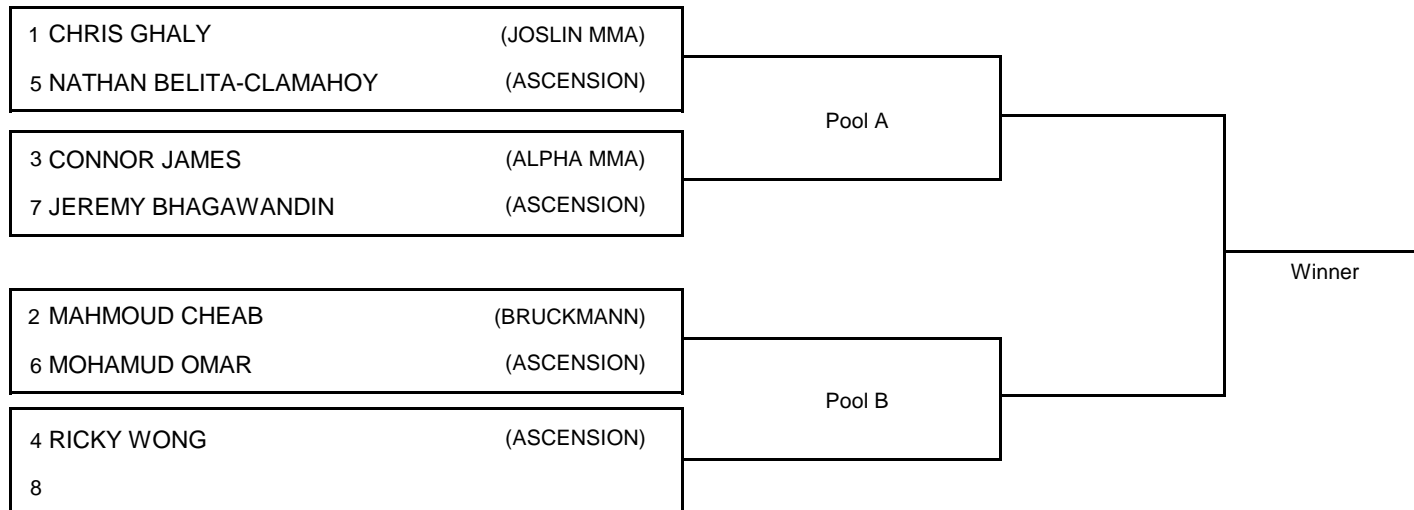 1 CHRIS GHALY (JOSLIN MMA)
5 NATHAN BELITA-CLAMAHOY (ASCENSION)
Pool A
3 CONNOR JAMES (ALPHA MMA)
7 JEREMY BHAGAWANDIN (ASCENSION)
Winner
2 MAHMOUD CHEAB (BRUCKMANN)
6 MOHAMUD OMAR (ASCENSION)
Pool B
4 RICKY WONG (ASCENSION)
8